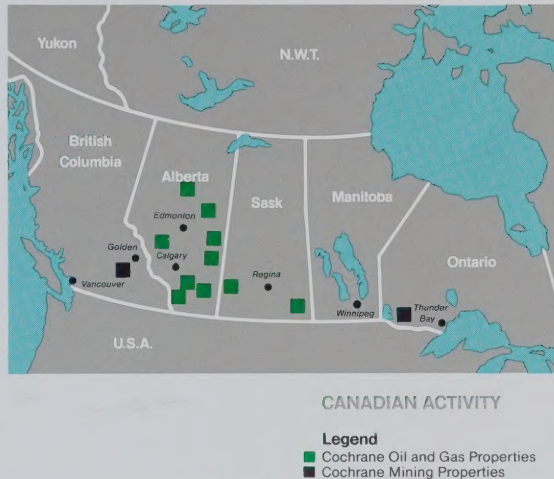 Yukon
N.W.T.
British
Columbia
Alberta
Sask
Manitoba
Edmonton
Golden
Calgary
Regina
Ontario
Vancouver
Winnipeg
Thunder
Bay
U.S.A.
CANADIAN ACTIVITY
Legend
Cochrane Oil and Gas Properties
Cochrane Mining Properties